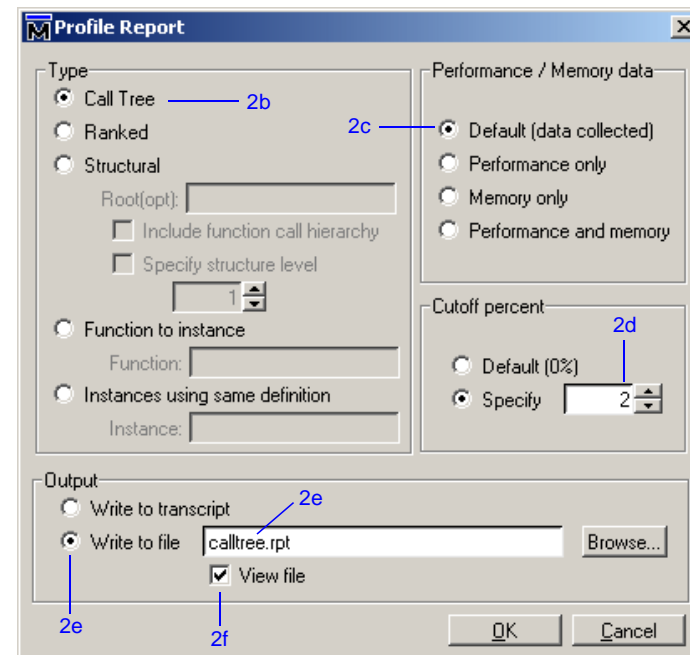 Profile Report
Type
Call Tree 2b
Ranked
Structural
Root(opt):
Include function call hierarchy
Specify structure level
1
Function to instance
Function:
Instances using same definition
Instance:
Performance / Memory data
2c Default (data collected)
Performance only
Memory only
Performance and memory
Cutoff percent
2d
Default (0%)
Specify 2
Output
Write to transcript
2e
Write to file calltree.rpt Browse...
View file
2e
2f
OK Cancel